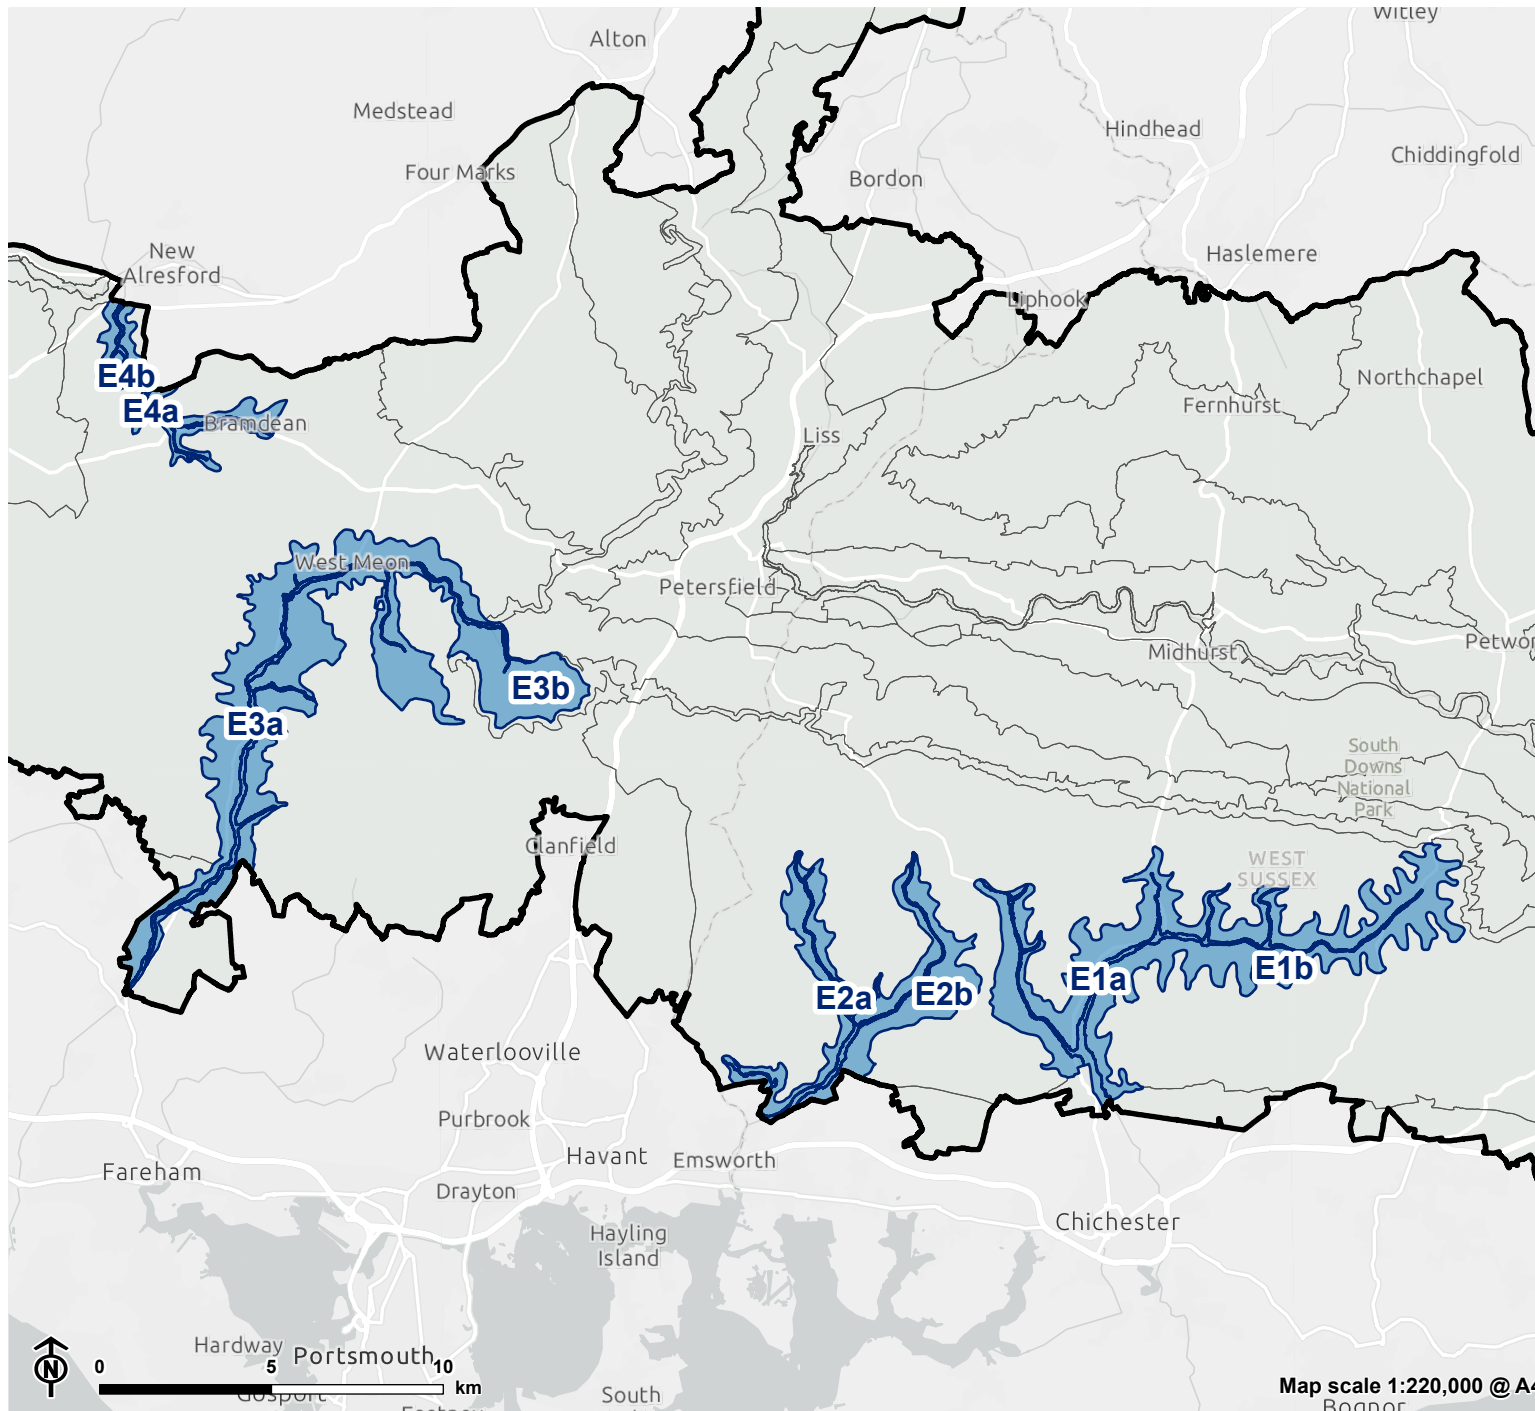 Witley
Alton
Medstead
Hindhead
Chiddingfold
Four Marks
Bordon
New
Alresford
Haslemere
Liphook
E4b
Northchapel
E4a
Fernhurst
Bramdean
Liss
West Meon
Petersfield
Petwor
Midhurst
E3b
E3a
South
Downs
National
Park
Clanfield
WEST
SUSSEX
E1b
E1a
E2a
E2b
Waterlooville
Purbrook
Havant
Emsworth
Fareham
Drayton
Chichester
Hayling
Island
Hardway
Portsmouth
N
0 5 10
km
Gosport
South
Map scale 1:220,000 @ A4
Bognor